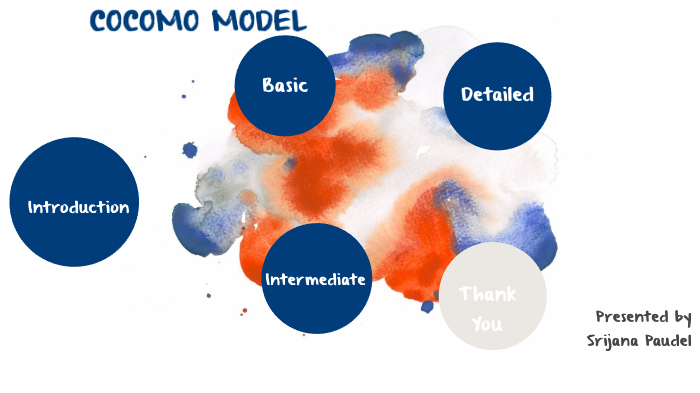 COCOMO MODEL
Basic
Detailed
Introduction
Intermediate
Thank
You
Presented by
Srijana Paudel